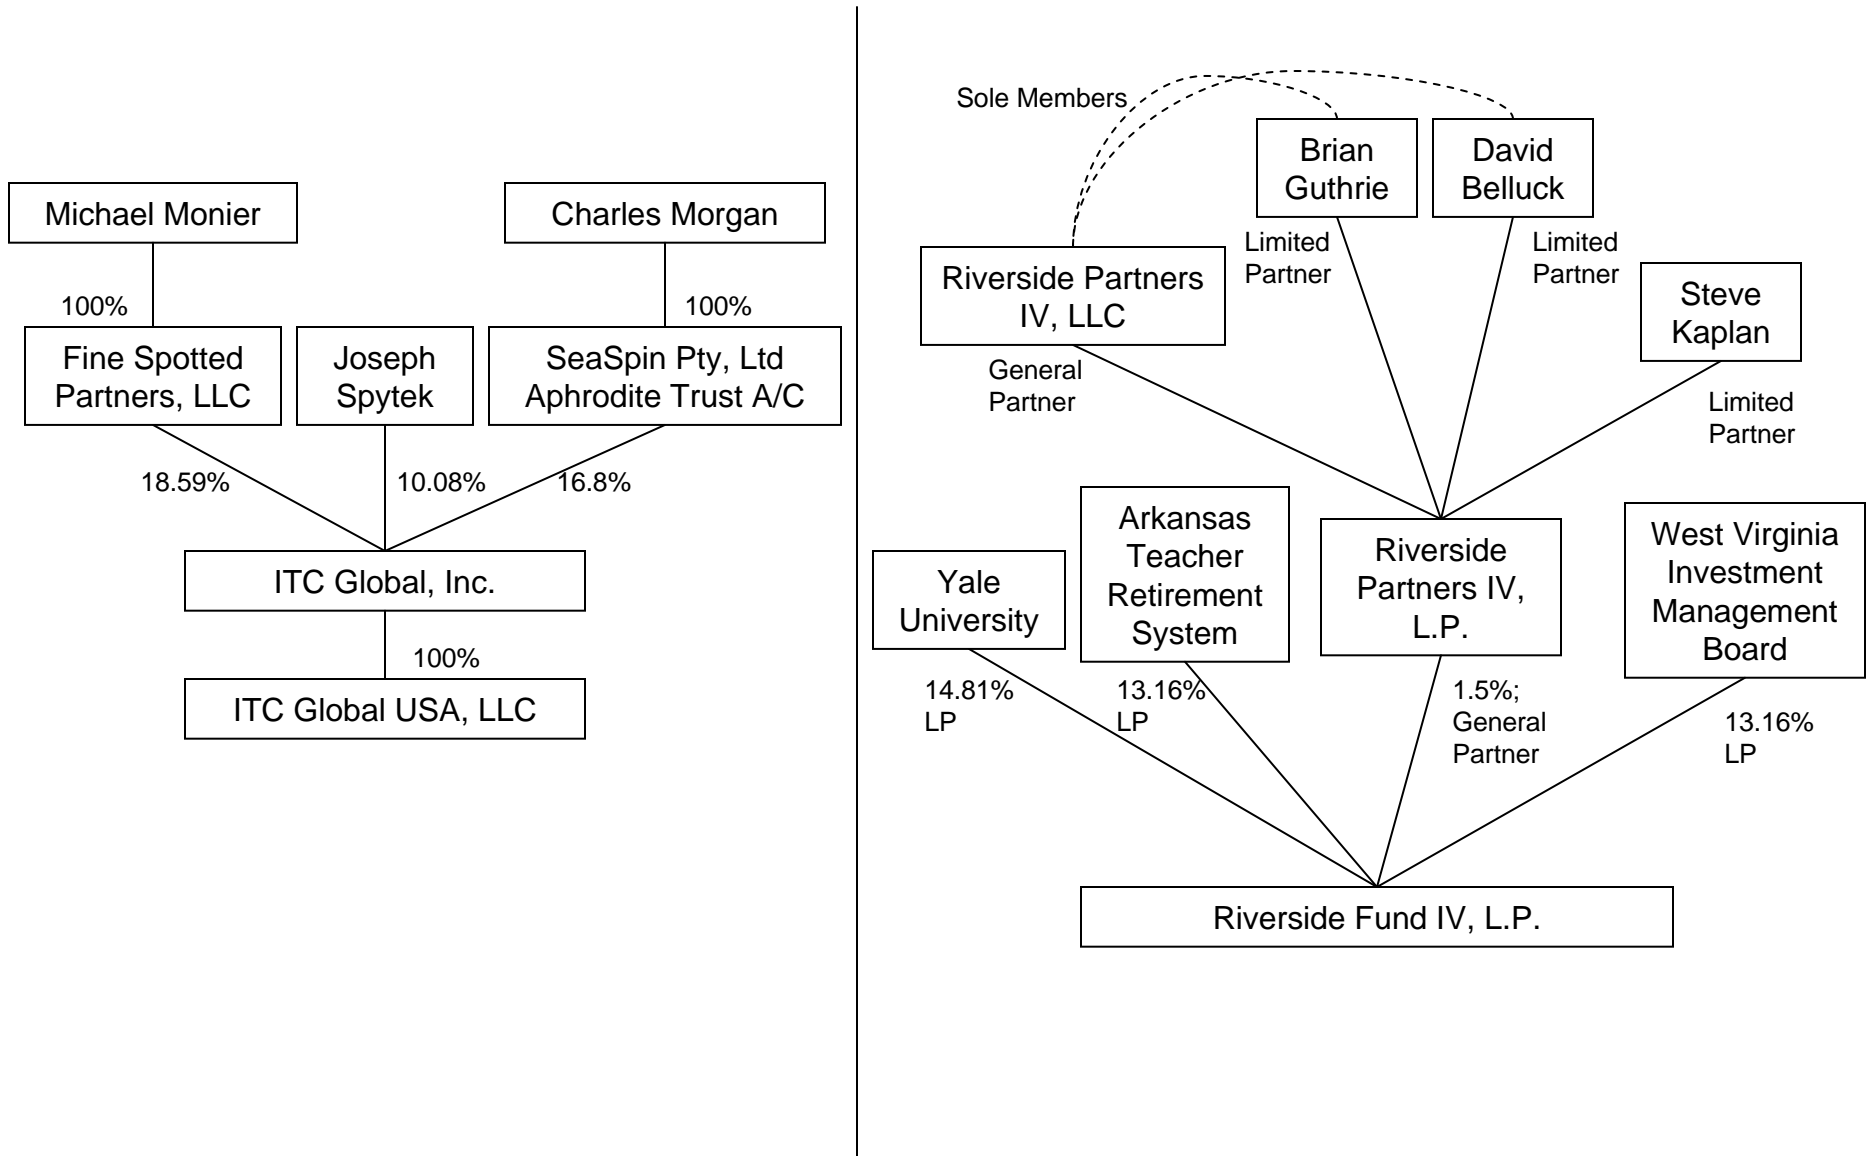 Michael Monier
Charles Morgan
100%
100%
Fine Spotted
Partners, LLC
Joseph
Spytek
SeaSpin Pty, Ltd
Aphrodite Trust A/C
18.59%
10.08%
16.8%
ITC Global, Inc.
100%
ITC Global USA, LLC
Sole Members
Brian
Guthrie
David
Belluck
Limited
Partner
Limited
Partner
Riverside Partners
IV, LLC
Steve
Kaplan
General
Partner
Limited
Partner
Yale
University
Arkansas
Teacher
Retirement
System
Riverside
Partners IV,
L.P.
West Virginia
Investment
Management
Board
14.81%
LP
13.16%
LP
1.5%;
General
Partner
13.16%
LP
Riverside Fund IV, L.P.